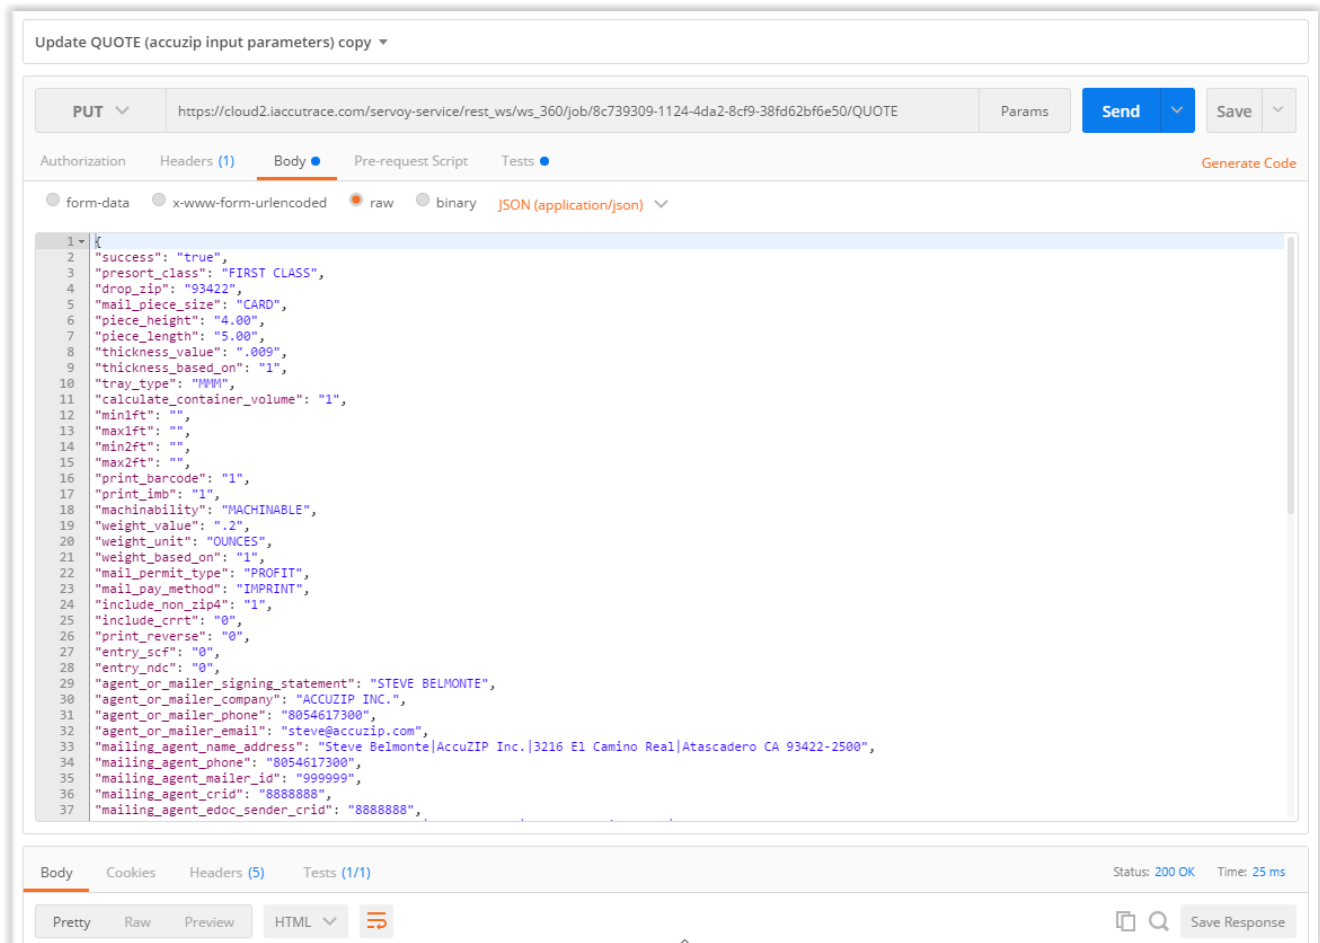 Update QUOTE (accuzip input parameters) copy
PUT https://cloud2.iaccutrace.com/servoy-service/rest_ws/ws_360/job/8c739309-1124-4da2-8cf9-38fd62bf6e50/QUOTE Params Send Save
Authorization Headers (1) Body Pre-request Script Tests Generate Code
form-data x-www-form-urlencoded raw binary JSON (application/json)
1 {
2 "success": "true",
3 "presort_class": "FIRST CLASS",
4 "drop_zip": "93422",
5 "mail_piece_size": "CARD",
6 "piece_height": "4.00",
7 "piece_length": "5.00",
8 "thickness_value": ".009",
9 "thickness_based_on": "1",
10 "tray_type": "MMM",
11 "calculate_container_volume": "1",
12 "min1ft": "",
13 "max1ft": "",
14 "min2ft": "",
15 "max2ft": "",
16 "print_barcode": "1",
17 "print_imb": "1",
18 "machinability": "MACHINABLE",
19 "weight_value": ".2",
20 "weight_unit": "OUNCES",
21 "weight_based_on": "1",
22 "mail_permit_type": "PROFIT",
23 "mail_pay_method": "IMPRINT",
24 "include_non_zip4": "1",
25 "include_crrt": "0",
26 "print_reverse": "0",
27 "entry_scf": "0",
28 "entry_ndc": "0",
29 "agent_or_mailer_signing_statement": "STEVE BELMONTE",
30 "agent_or_mailer_company": "ACCUZIP INC.",
31 "agent_or_mailer_phone": "8054617300",
32 "agent_or_mailer_email": "steve@accuzip.com",
33 "mailing_agent_name_address": "Steve Belmonte|AccuZIP Inc.|3216 El Camino Real|Atascadero CA 93422-2500",
34 "mailing_agent_phone": "8054617300",
35 "mailing_agent_mailer_id": "999999",
36 "mailing_agent_crid": "8888888",
37 "mailing_agent_edoc_sender_crid": "8888888",
Body Cookies Headers (5) Tests (1/1) Status: 200 OK Time: 25 ms
Pretty Raw Preview HTML Save Response